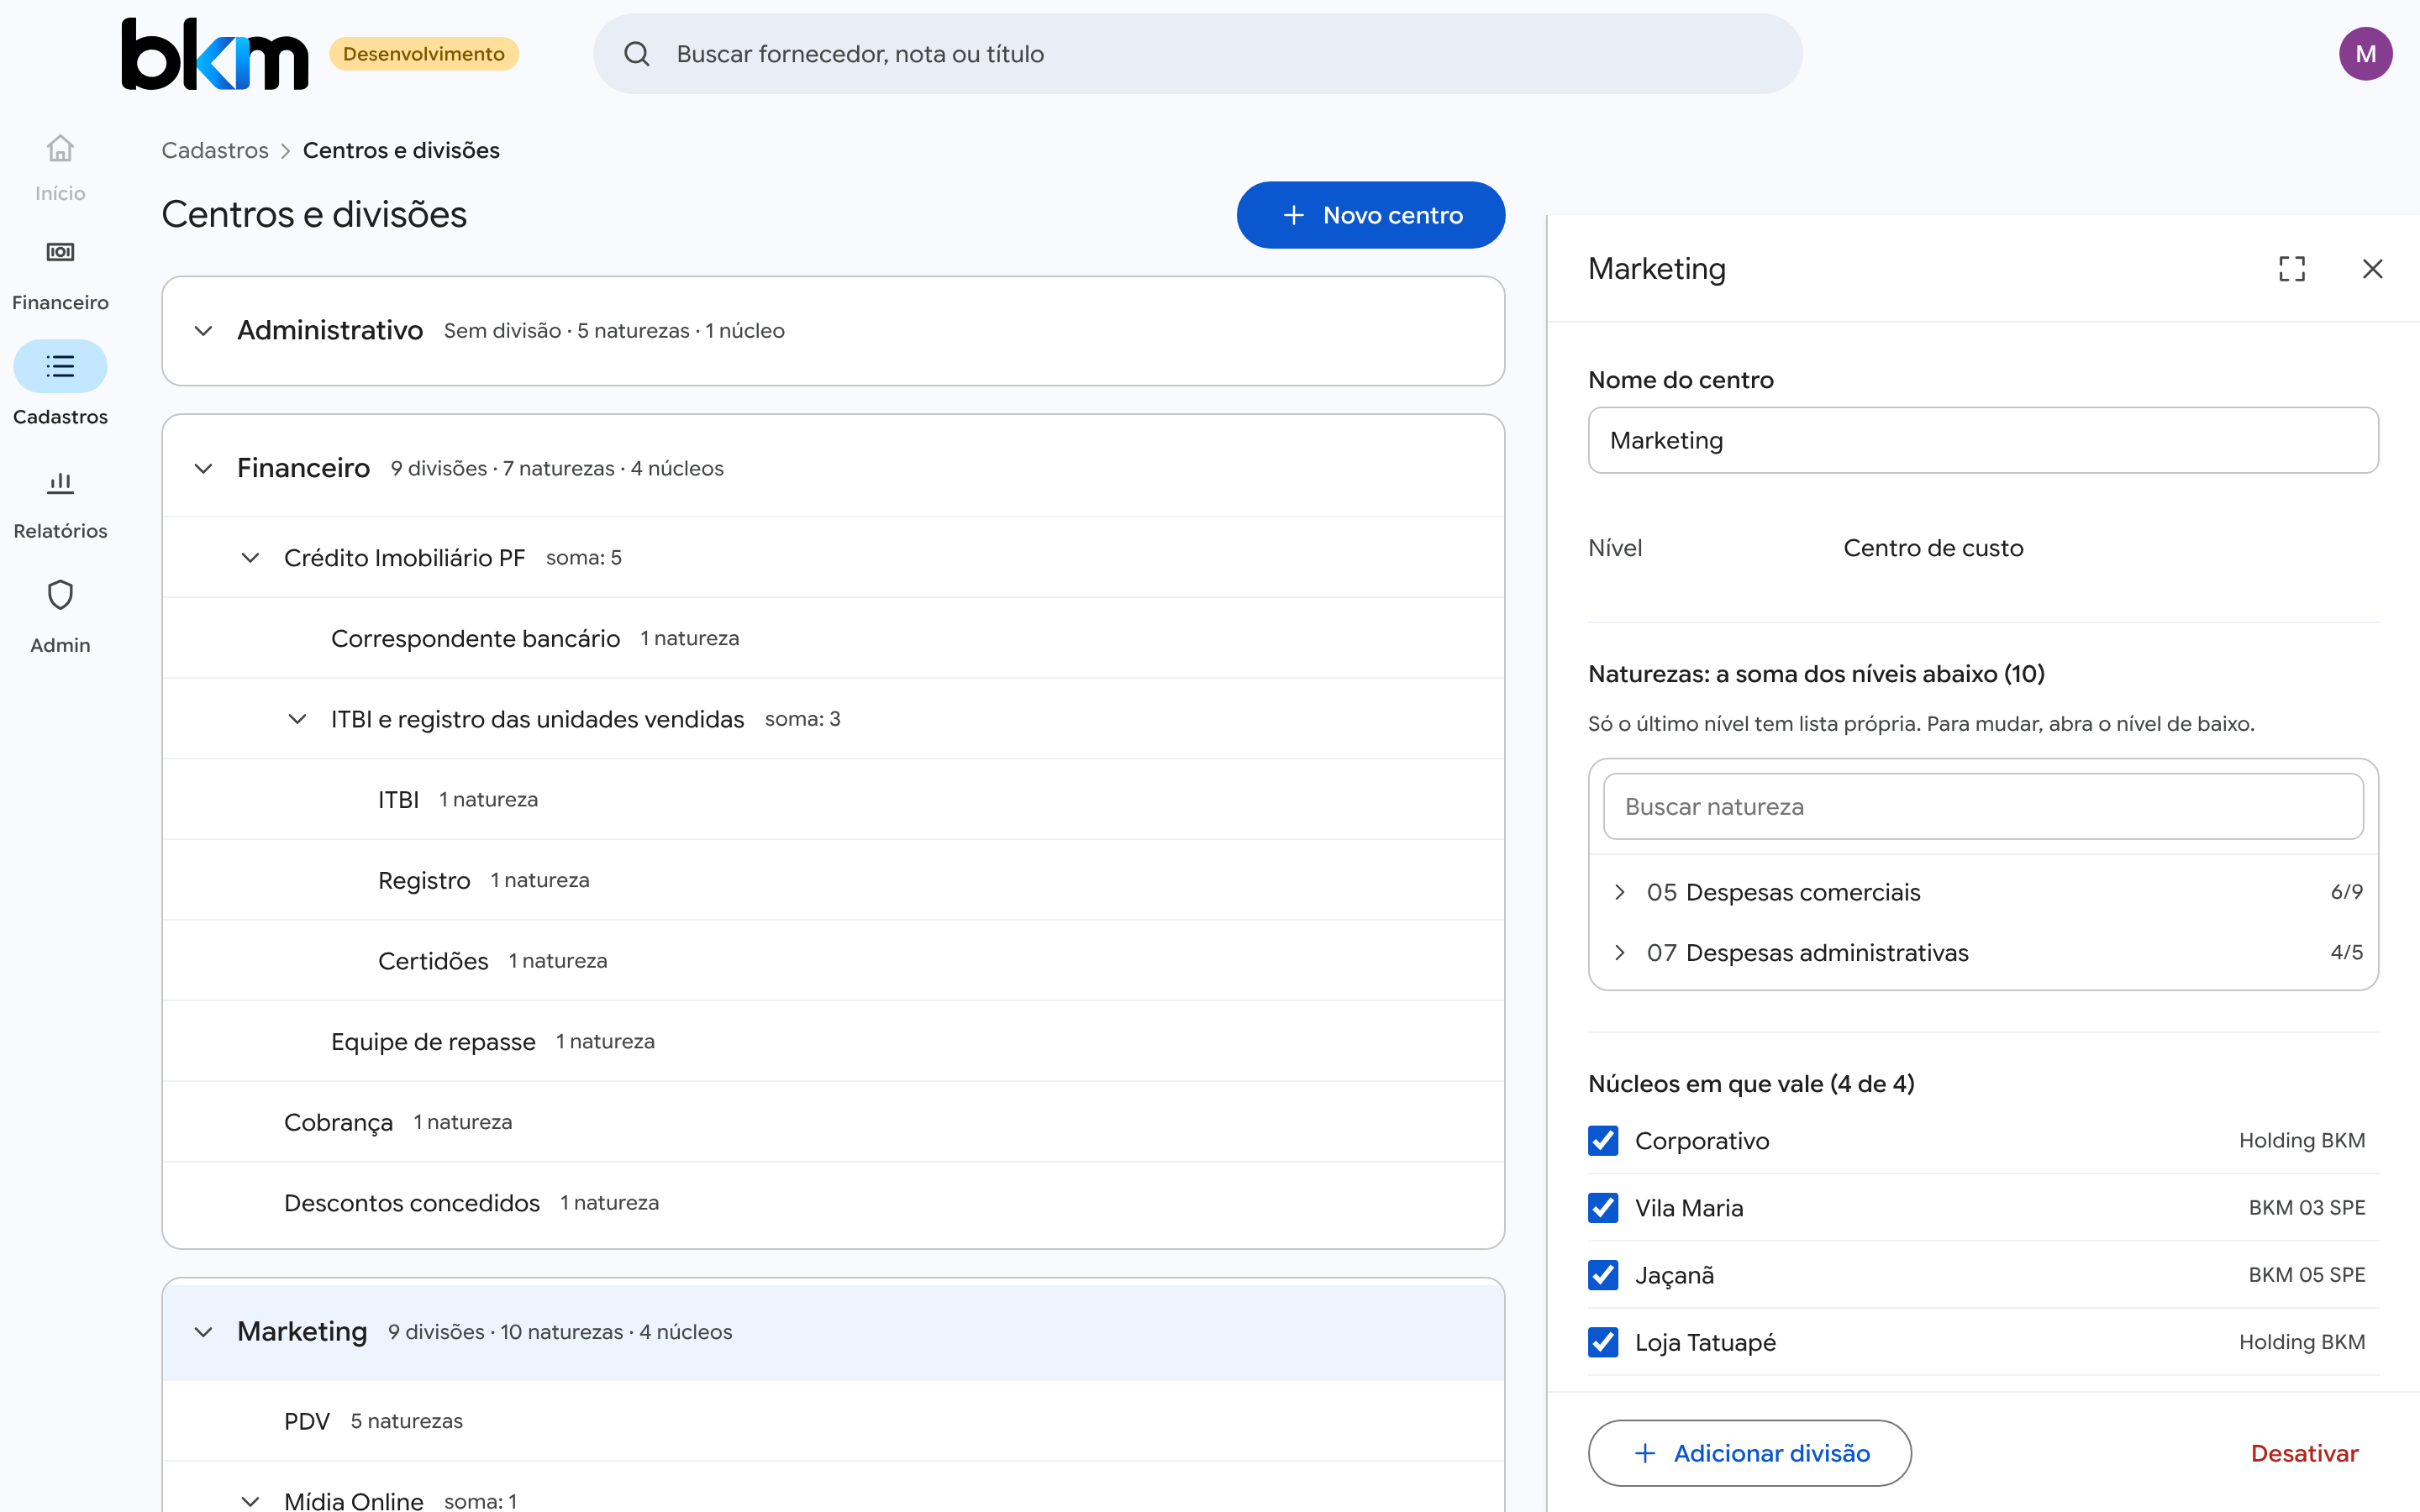 bkm Desenvolvimento
Buscar fornecedor, nota ou título
M
Início
Financeiro
Cadastros
Relatórios
Admin
Cadastros > Centros e divisões
Centros e divisões
+ Novo centro
Administrativo Sem divisão · 5 naturezas · 1 núcleo
Financeiro 9 divisões · 7 naturezas · 4 núcleos
Crédito Imobiliário PF soma: 5
Correspondente bancário 1 natureza
ITBI e registro das unidades vendidas soma: 3
ITBI 1 natureza
Registro 1 natureza
Certidões 1 natureza
Equipe de repasse 1 natureza
Cobrança 1 natureza
Descontos concedidos 1 natureza
Marketing 9 divisões · 10 naturezas · 4 núcleos
PDV 5 naturezas
Mídia Online soma: 1
Marketing
Nome do centro
Marketing
Nível Centro de custo
Naturezas: a soma dos níveis abaixo (10)
Só o último nível tem lista própria. Para mudar, abra o nível de baixo.
Buscar natureza
05 Despesas comerciais 6/9
07 Despesas administrativas 4/5
Núcleos em que vale (4 de 4)
Corporativo Holding BKM
Vila Maria BKM 03 SPE
Jaçanã BKM 05 SPE
Loja Tatuapé Holding BKM
+ Adicionar divisão
Desativar